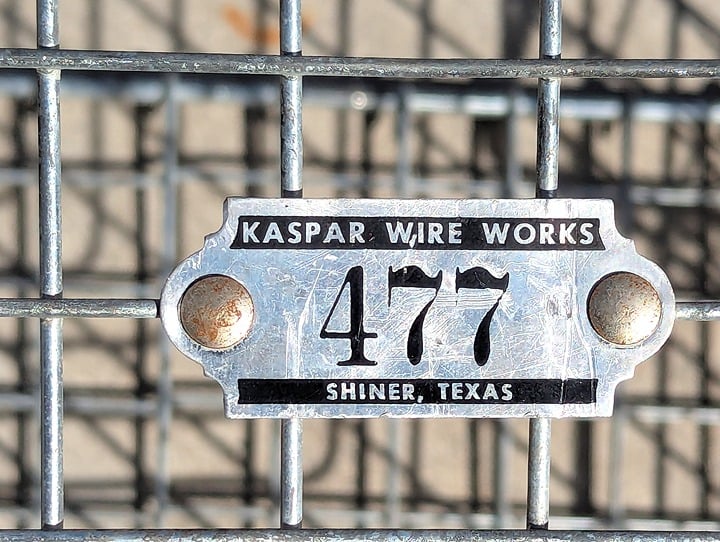 KASPAR WIRE WORKS
477
SHINER, TEXAS